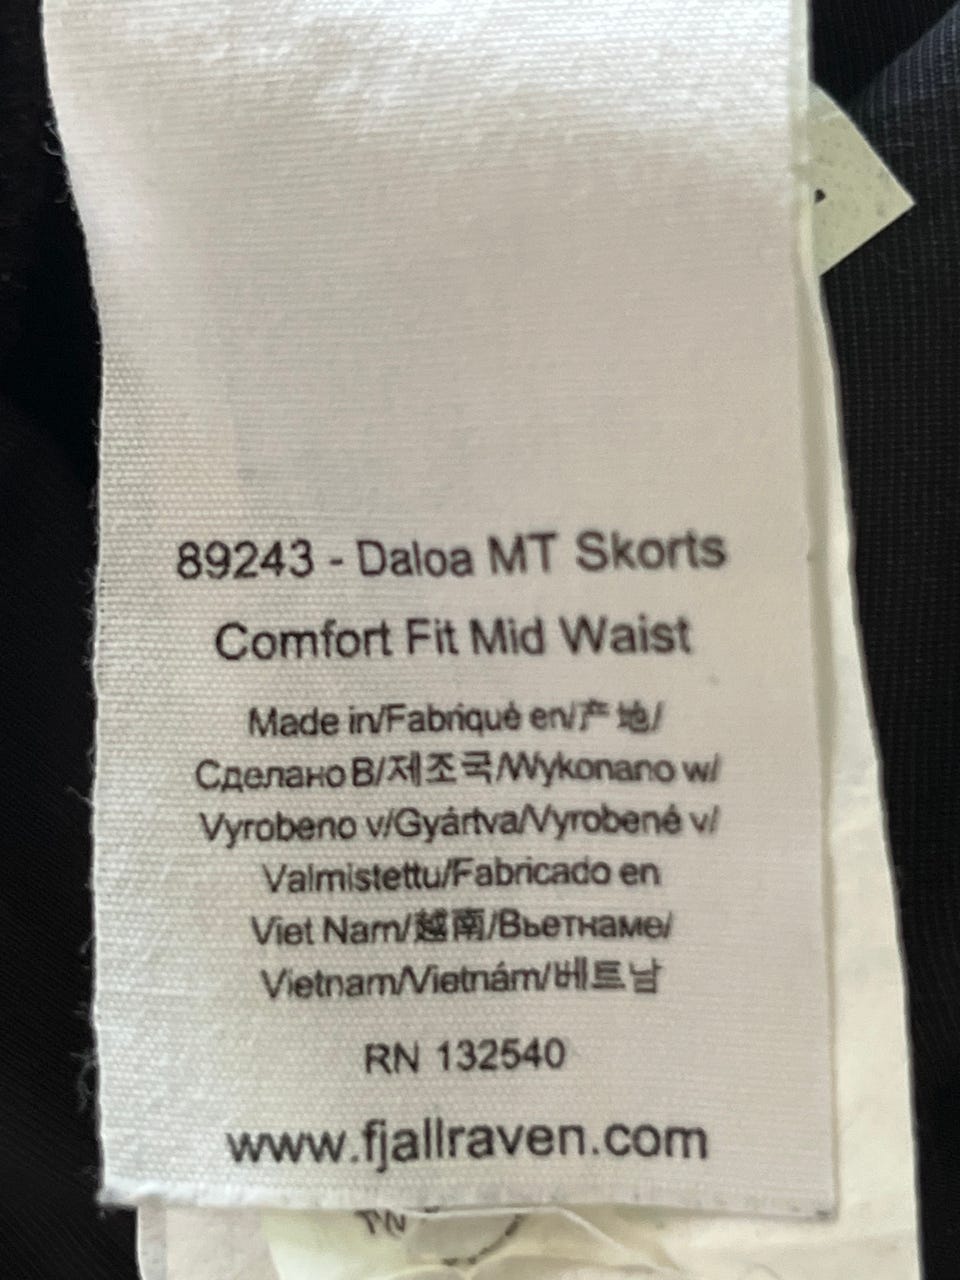 89243 - Daloa MT Skorts
Comfort Fit Mid Waist
Made in/Fabriqué en/产地/
Сделано В/제조국/Wykonano w/
Vyrobeno v/Gyártva/Vyrobené v/
Valmistettu/Fabricado en
Viet Nam/越南/Вьетнаме/
Vietnam/Vietnám/베트남
RN 132540
www.fjallraven.com